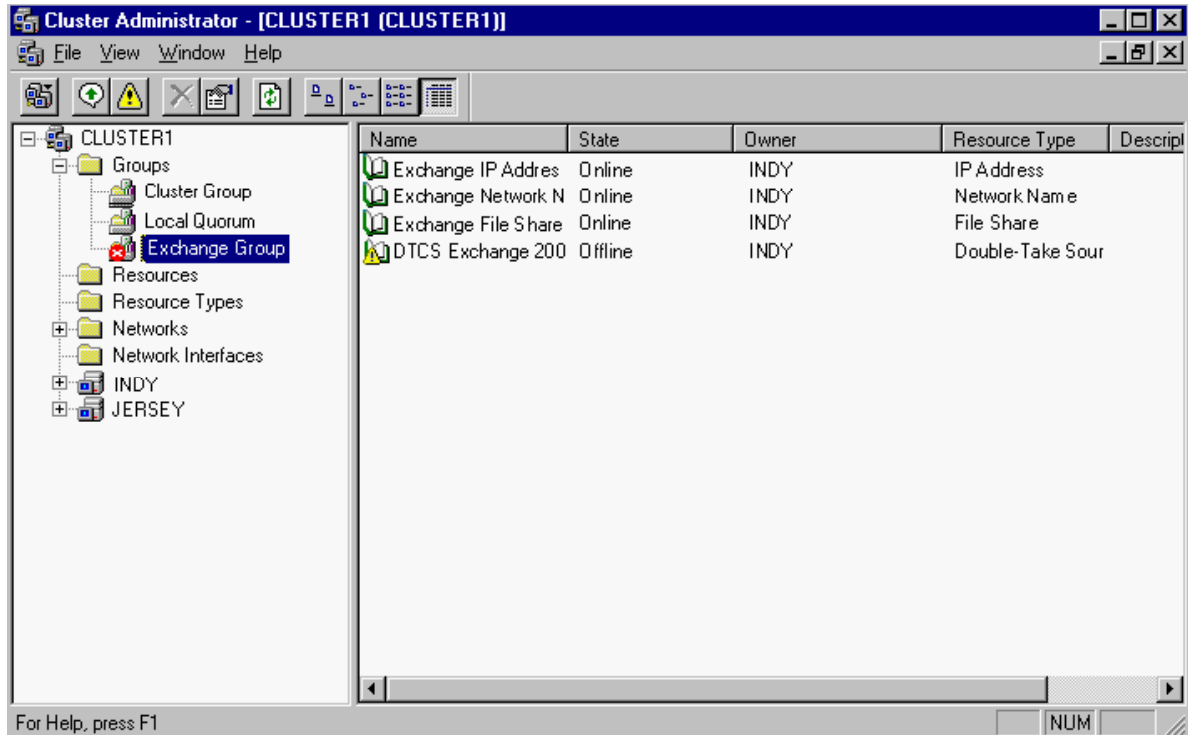 Cluster Administrator - [CLUSTER1 (CLUSTER1)]
File View Window Help
CLUSTER1
Groups
Cluster Group
Local Quorum
Exchange Group
Resources
Resource Types
Networks
Network Interfaces
INDY
JERSEY
Name State Owner Resource Type Descripl
Exchange IP Addres Online INDY IP Address
Exchange Network N Online INDY Network Name
Exchange File Share Online INDY File Share
DTCS Exchange 200 Offline INDY Double-Take Sour
For Help, press F1
NUM